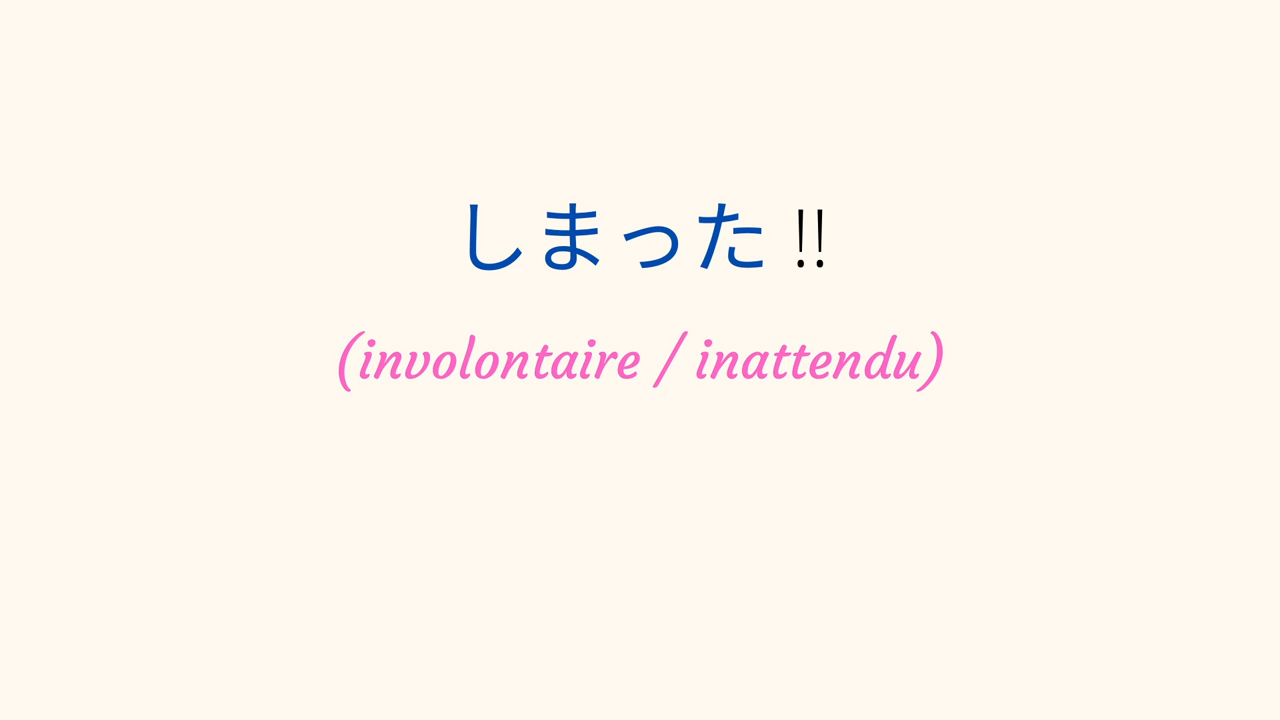 しまった !!
(involontaire / inattendu)